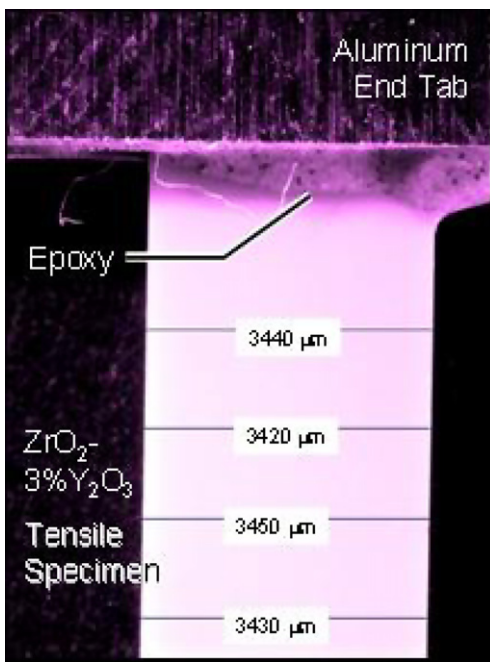 Aluminum
End Tab
Epoxy
3440 µm
3420 µm
ZrO₂-
3%Y₂O₃
Tensile
Specimen
3450 µm
3430 µm